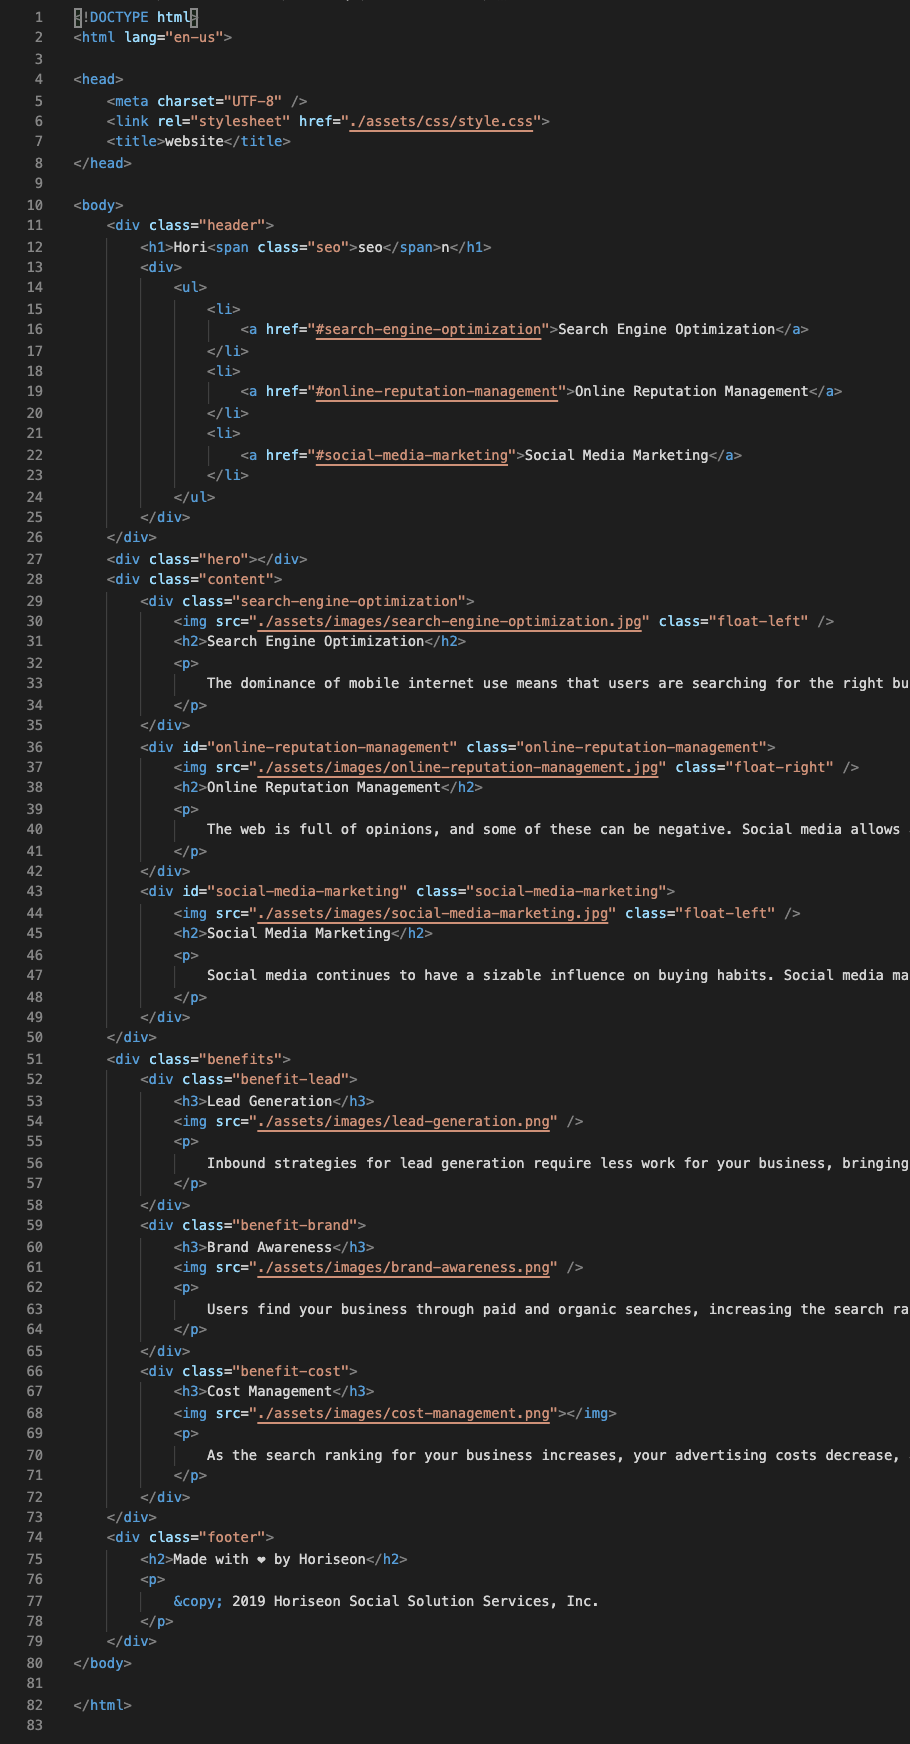 1 <!DOCTYPE html>
2 <html lang="en-us">
3
4 <head>
5     <meta charset="UTF-8" />
6     <link rel="stylesheet" href="./assets/css/style.css">
7     <title>website</title>
8 </head>
9
10 <body>
11     <div class="header">
12         <h1>Hori<span class="seo">seo</span>n</h1>
13         <div>
14             <ul>
15                 <li>
16                     <a href="#search-engine-optimization">Search Engine Optimization</a>
17                 </li>
18                 <li>
19                     <a href="#online-reputation-management">Online Reputation Management</a>
20                 </li>
21                 <li>
22                     <a href="#social-media-marketing">Social Media Marketing</a>
23                 </li>
24             </ul>
25         </div>
26     </div>
27     <div class="hero"></div>
28     <div class="content">
29         <div class="search-engine-optimization">
30             <img src="./assets/images/search-engine-optimization.jpg" class="float-left" />
31             <h2>Search Engine Optimization</h2>
32             <p>
33                 The dominance of mobile internet use means that users are searching for the right bu
34             </p>
35         </div>
36         <div id="online-reputation-management" class="online-reputation-management">
37             <img src="./assets/images/online-reputation-management.jpg" class="float-right" />
38             <h2>Online Reputation Management</h2>
39             <p>
40                 The web is full of opinions, and some of these can be negative. Social media allows
41             </p>
42         </div>
43         <div id="social-media-marketing" class="social-media-marketing">
44             <img src="./assets/images/social-media-marketing.jpg" class="float-left" />
45             <h2>Social Media Marketing</h2>
46             <p>
47                 Social media continues to have a sizable influence on buying habits. Social media ma
48             </p>
49         </div>
50     </div>
51     <div class="benefits">
52         <div class="benefit-lead">
53             <h3>Lead Generation</h3>
54             <img src="./assets/images/lead-generation.png" />
55             <p>
56                 Inbound strategies for lead generation require less work for your business, bringing
57             </p>
58         </div>
59         <div class="benefit-brand">
60             <h3>Brand Awareness</h3>
61             <img src="./assets/images/brand-awareness.png" />
62             <p>
63                 Users find your business through paid and organic searches, increasing the search ra
64             </p>
65         </div>
66         <div class="benefit-cost">
67             <h3>Cost Management</h3>
68             <img src="./assets/images/cost-management.png"></img>
69             <p>
70                 As the search ranking for your business increases, your advertising costs decrease,
71             </p>
72         </div>
73     </div>
74     <div class="footer">
75         <h2>Made with ❤ by Horiseon</h2>
76         <p>
77             &copy; 2019 Horiseon Social Solution Services, Inc.
78         </p>
79     </div>
80 </body>
81
82 </html>
83